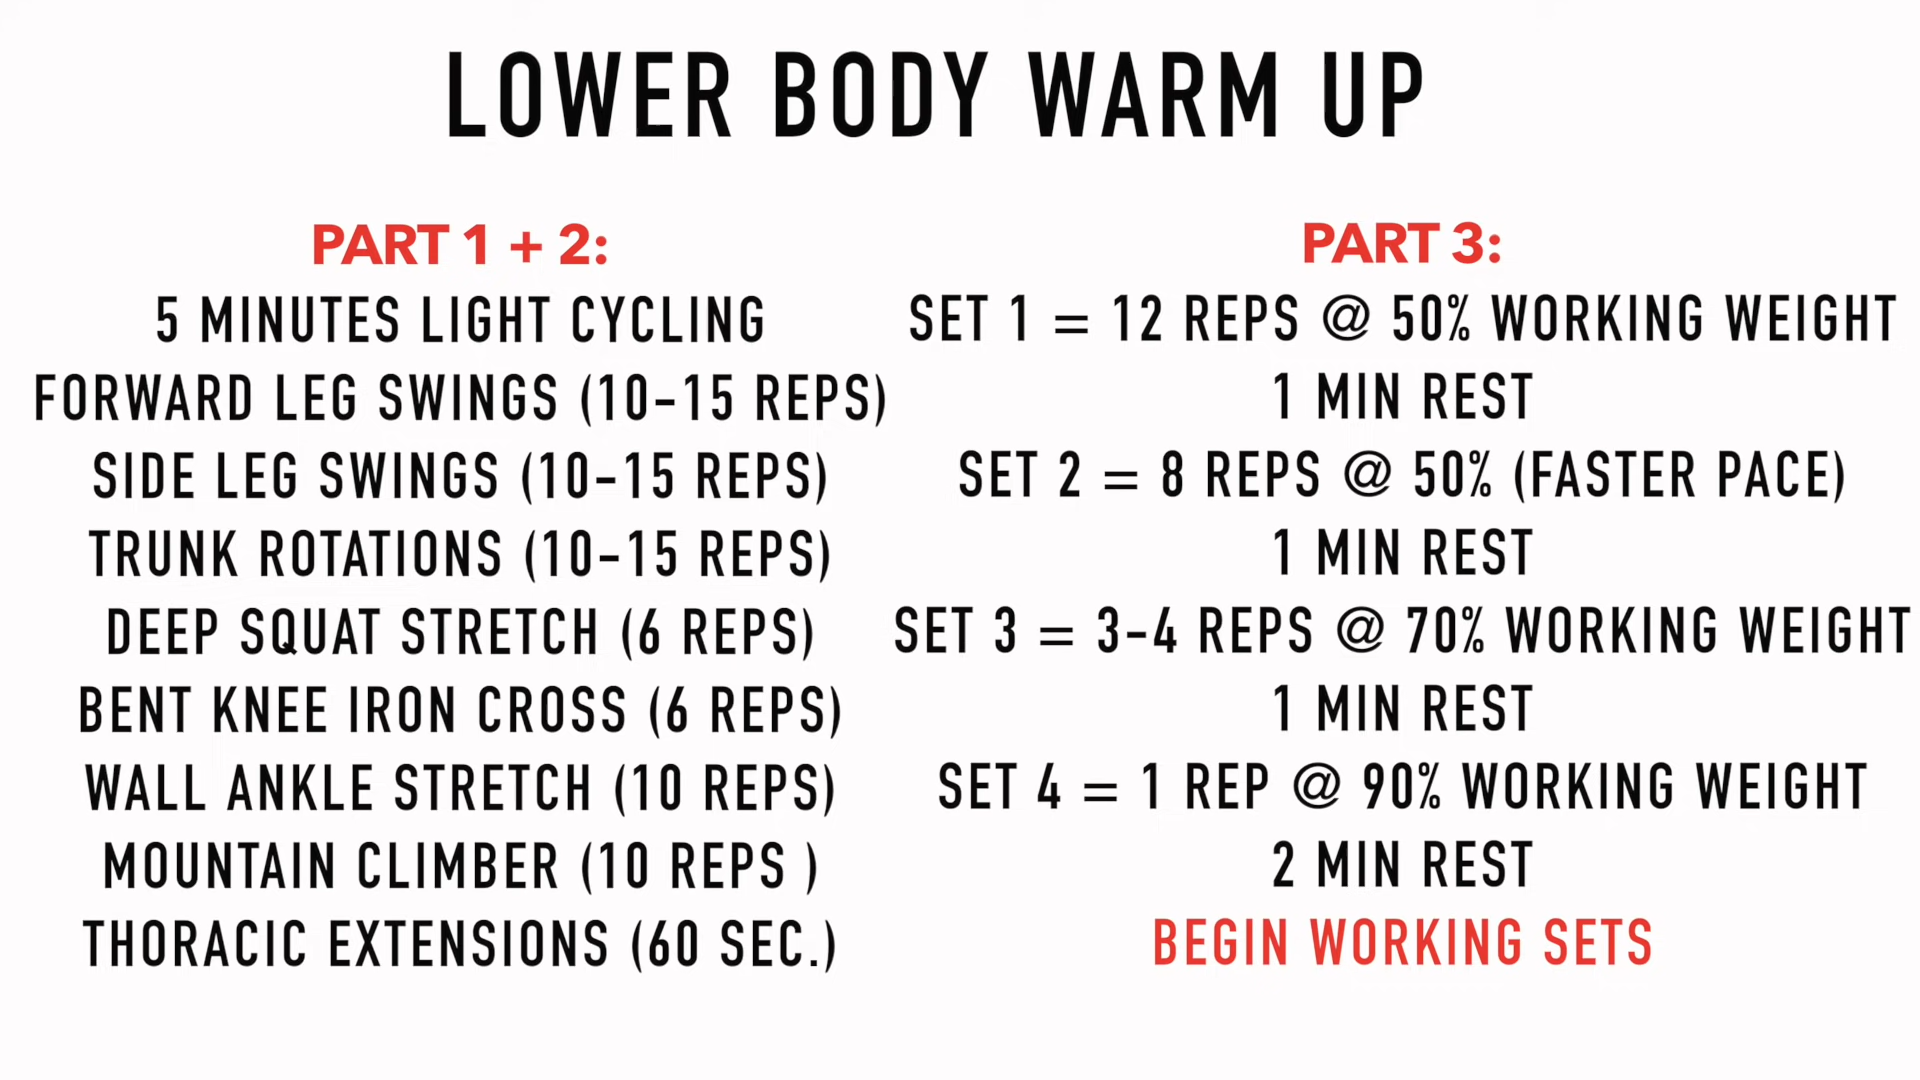 LOWER BODY WARM UP
PART 1 + 2:
5 MINUTES LIGHT CYCLING
FORWARD LEG SWINGS (10-15 REPS)
SIDE LEG SWINGS (10-15 REPS)
TRUNK ROTATIONS (10-15 REPS)
DEEP SQUAT STRETCH (6 REPS)
BENT KNEE IRON CROSS (6 REPS)
WALL ANKLE STRETCH (10 REPS)
MOUNTAIN CLIMBER (10 REPS )
THORACIC EXTENSIONS (60 SEC.)
PART 3:
SET 1 = 12 REPS @ 50% WORKING WEIGHT
1 MIN REST
SET 2 = 8 REPS @ 50% (FASTER PACE)
1 MIN REST
SET 3 = 3-4 REPS @ 70% WORKING WEIGHT
1 MIN REST
SET 4 = 1 REP @ 90% WORKING WEIGHT
2 MIN REST
BEGIN WORKING SETS